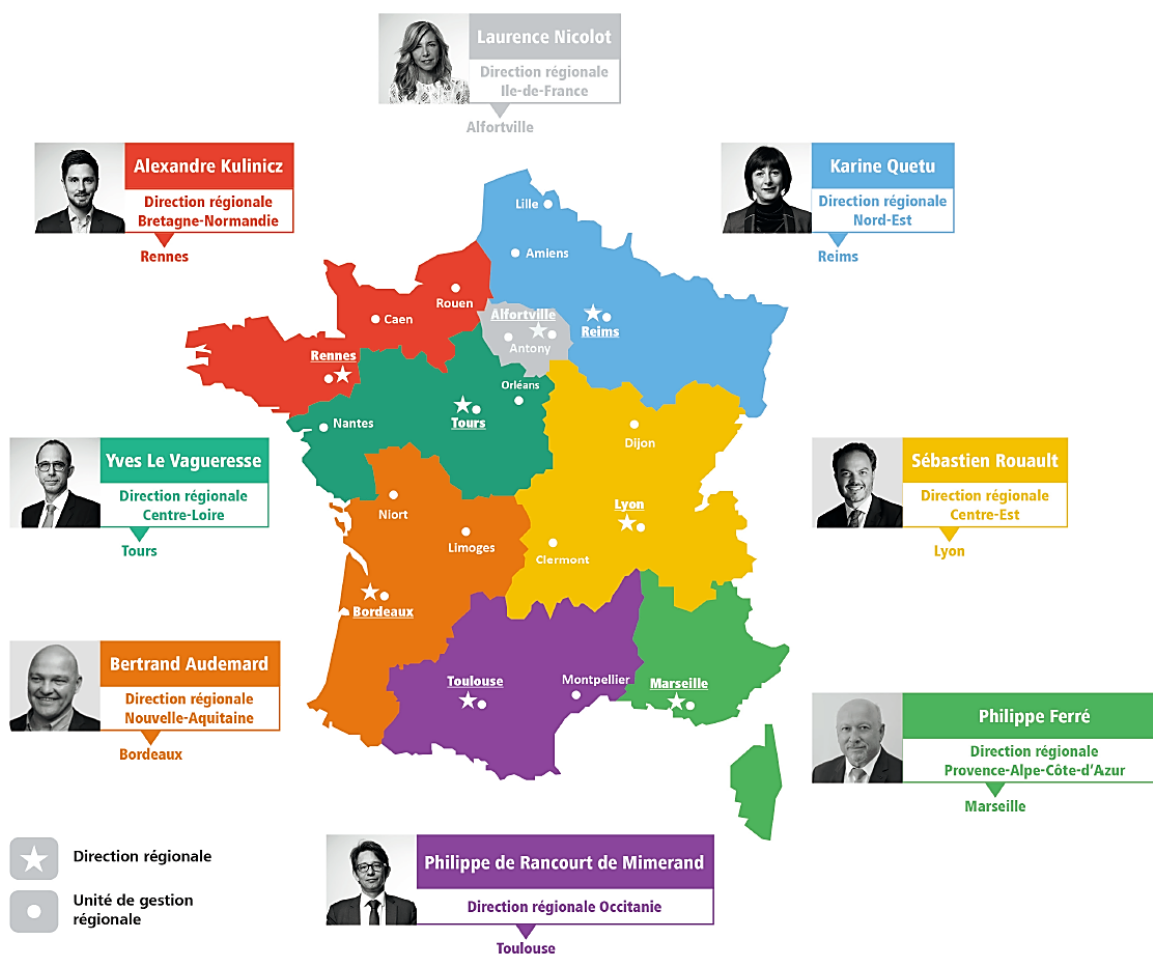 Laurence Nicolot
Direction régionale
Ile-de-France
Alfortville
Alexandre Kulinicz
Direction régionale
Bretagne-Normandie
Rennes
Karine Quetu
Direction régionale
Nord-Est
Reims
Lille
Amiens
Rouen
Caen
Alfortville
Antony
Reims
Rennes
Orléans
Tours
Nantes
Dijon
Yves Le Vagueresse
Direction régionale
Centre-Loire
Tours
Sébastien Rouault
Direction régionale
Centre-Est
Lyon
Niort
Limoges
Lyon
Clermont
Bordeaux
Bertrand Audemard
Direction régionale
Nouvelle-Aquitaine
Bordeaux
Toulouse
Montpellier
Marseille
Philippe Ferré
Direction régionale
Provence-Alpe-Côte-d'Azur
Marseille
Direction régionale
Unité de gestion
régionale
Philippe de Rancourt de Mimerand
Direction régionale Occitanie
Toulouse